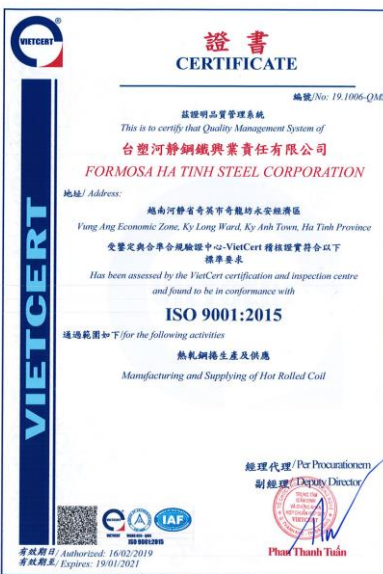 VIETCERT
證書
CERTIFICATE
編號/No: 19.1006-QMS
茲證明品質管理系統
This is to certify that Quality Management System of
台塑河靜鋼鐵興業責任有限公司
FORMOSA HA TINH STEEL CORPORATION
地址/ Address:
越南河靜省奇英市奇龍坊永安經濟區
Vung Ang Economic Zone, Ky Long Ward, Ky Anh Town, Ha Tinh Province
受鑒定與合準合規驗證中心-VietCert 稽核證實符合以下
標準要求
Has been assessed by the VietCert certification and inspection centre
and found to be in conformance with
ISO 9001:2015
通過範圍如下/for the following activities
熱軋鋼捲生產及供應
Manufacturing and Supplying of Hot Rolled Coil
VIETCERT
經理代理/ Per Procurationem
副經理/ Deputy Director
VIETCERT
IAF
ISO 9001:2015
Phan Thanh Tuấn
有效期日/ Authorized: 16/02/2019
有效期至/ Expires: 19/01/2021